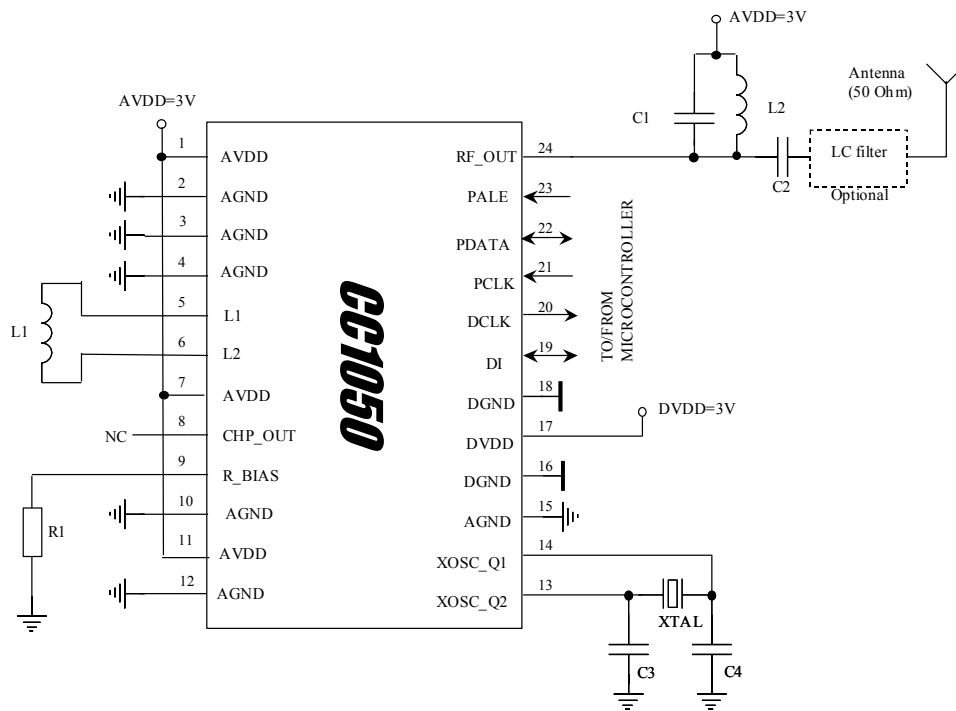 AVDD=3V
Antenna
(50 Ohm)
C1
L2
C2
LC filter
Optional
AVDD=3V
CC1050
1 AVDD
2 AGND
3 AGND
4 AGND
L1
5 L1
6 L2
7 AVDD
NC 8 CHP_OUT
9 R_BIAS
R1
10 AGND
11 AVDD
12 AGND
RF_OUT 24
PALE 23
PDATA 22
PCLK 21
DCLK 20
DI 19
TO/FROM
MICROCONTROLLER
DGND 18
DVDD 17
DVDD=3V
DGND 16
AGND 15
XOSC_Q1 14
XOSC_Q2 13
XTAL
C3
C4